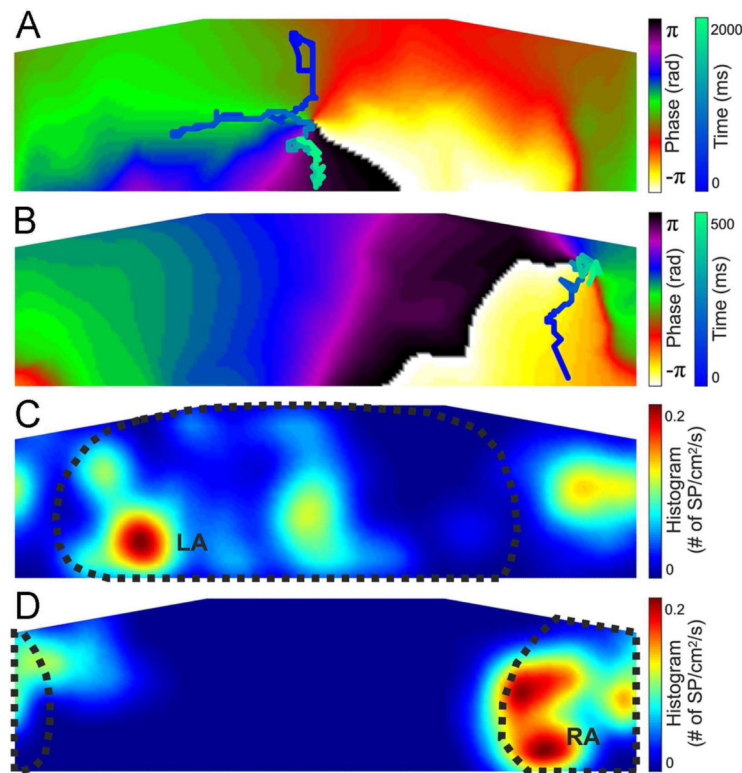 A
π
Phase (rad)
-π
2000
Time (ms)
0
B
π
Phase (rad)
-π
500
Time (ms)
0
C
0.2
Histogram
(# of SP/cm²/s)
0
LA
D
0.2
Histogram
(# of SP/cm²/s)
0
RA